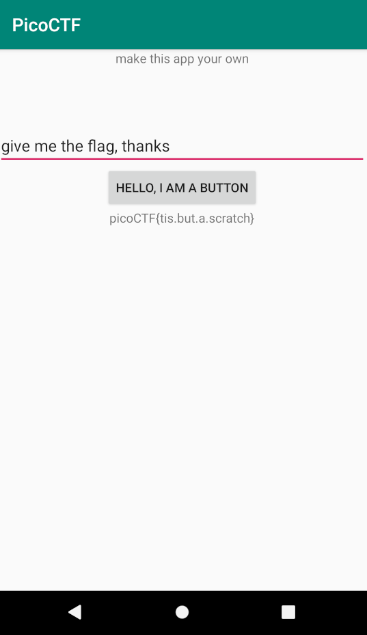 PicoCTF
make this app your own
give me the flag, thanks
HELLO, I AM A BUTTON
picoCTF{tis.but.a.scratch}